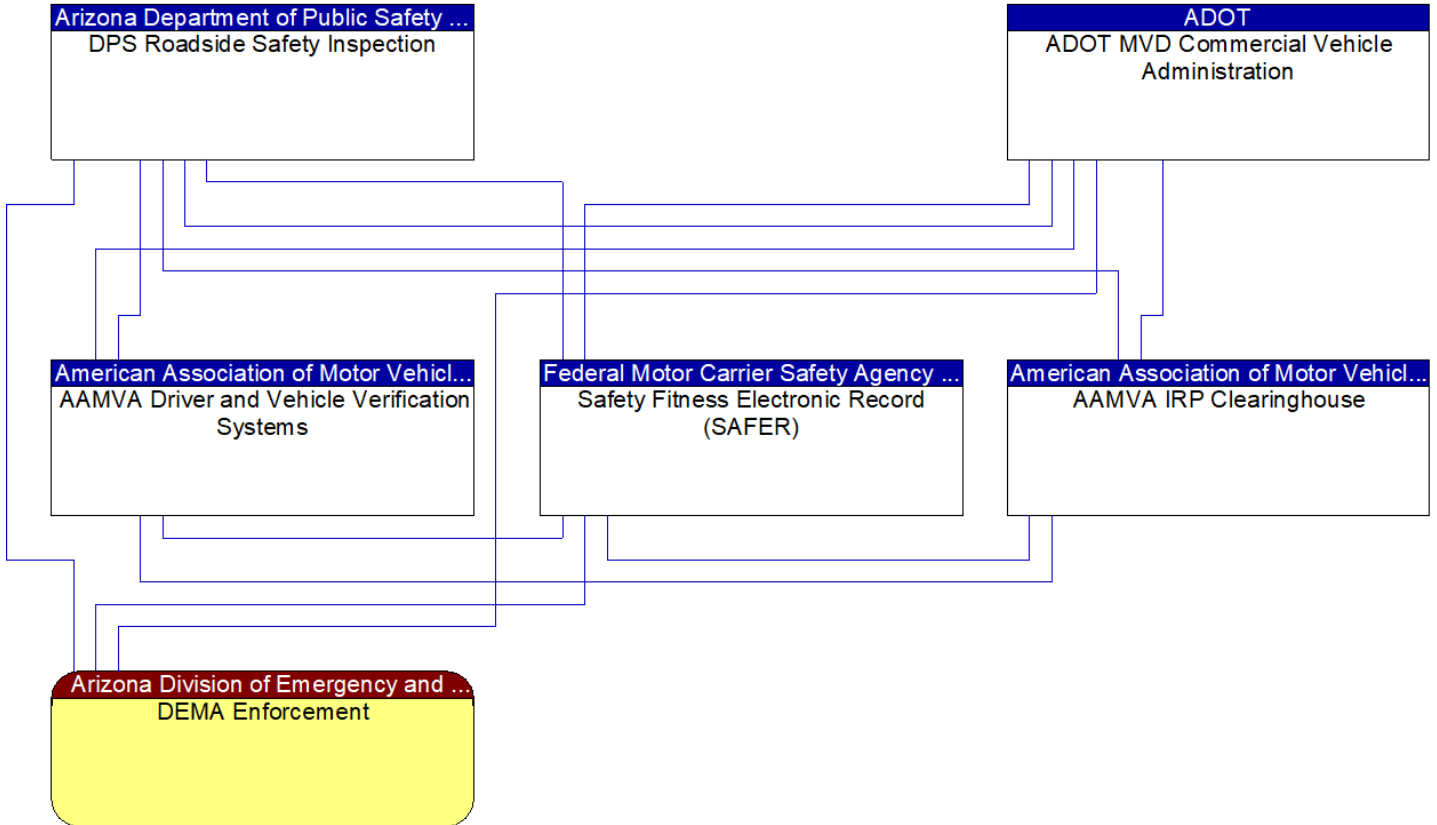 Arizona Department of Public Safety ...
DPS Roadside Safety Inspection
ADOT
ADOT MVD Commercial Vehicle
Administration
American Association of Motor Vehicl...
AAMVA Driver and Vehicle Verification
Systems
Federal Motor Carrier Safety Agency ...
Safety Fitness Electronic Record
(SAFER)
American Association of Motor Vehicl...
AAMVA IRP Clearinghouse
Arizona Division of Emergency and ...
DEMA Enforcement